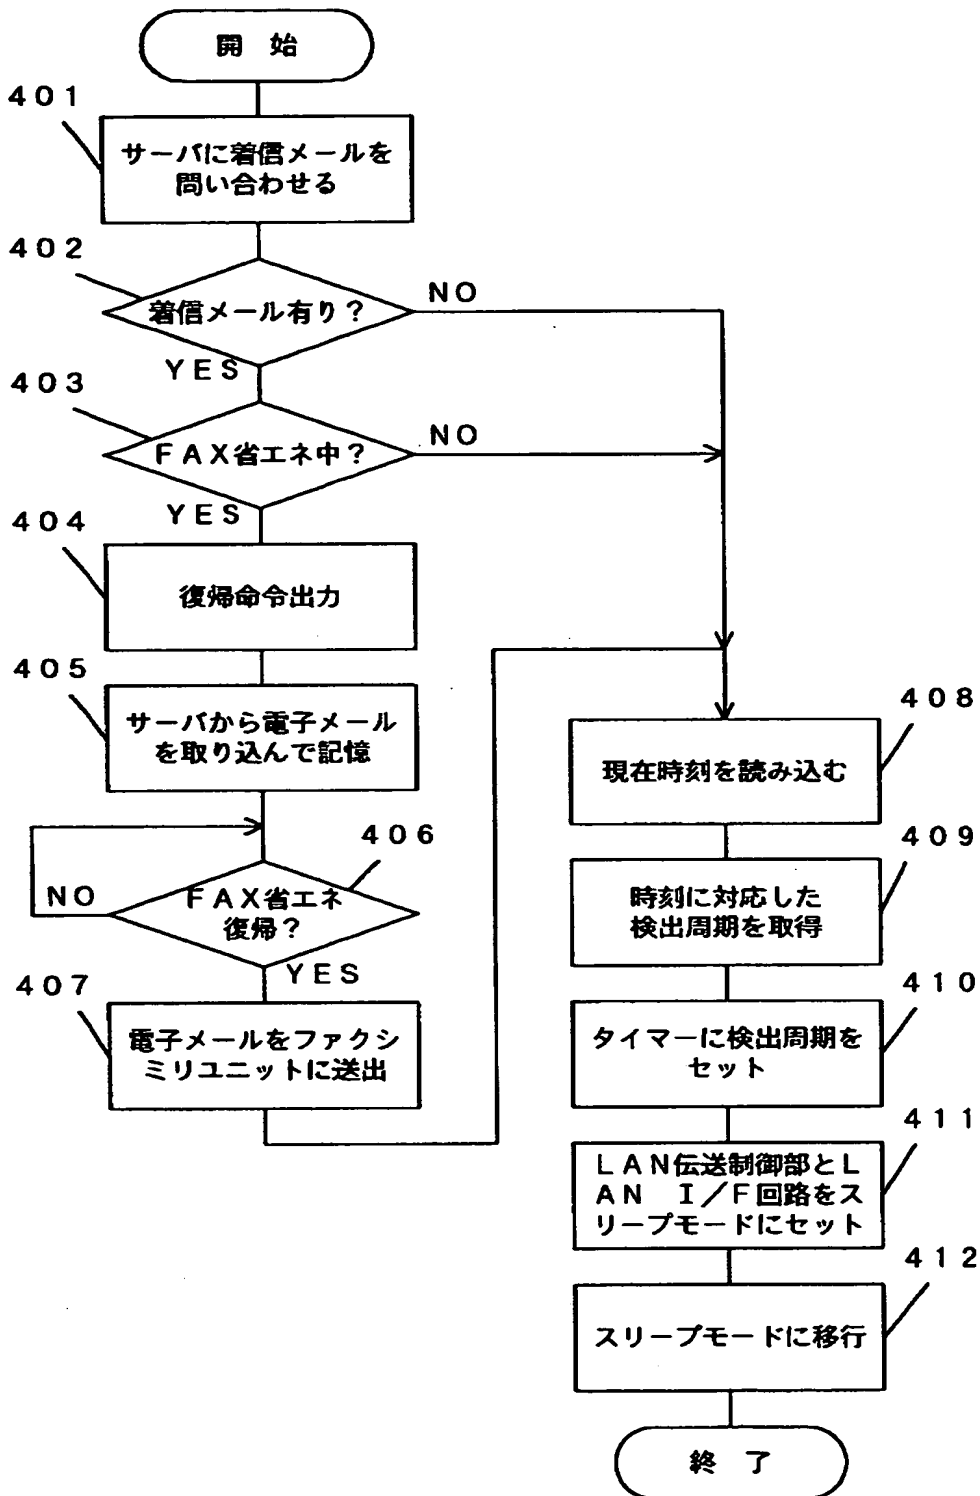 開　始
４０１
サーバに着信メールを
問い合わせる
４０２
着信メール有り？
ＮＯ
ＹＥＳ
４０３
ＦＡＸ省エネ中？
ＮＯ
ＹＥＳ
４０４
復帰命令出力
４０５
サーバから電子メール
を取り込んで記憶
４０６
ＦＡＸ省エネ
復帰？
ＮＯ
ＹＥＳ
４０７
電子メールをファクシ
ミリユニットに送出
４０８
現在時刻を読み込む
４０９
時刻に対応した
検出周期を取得
４１０
タイマーに検出周期を
セット
４１１
ＬＡＮ伝送制御部とＬ
ＡＮ　Ｉ／Ｆ回路をス
リープモードにセット
４１２
スリープモードに移行
終　了